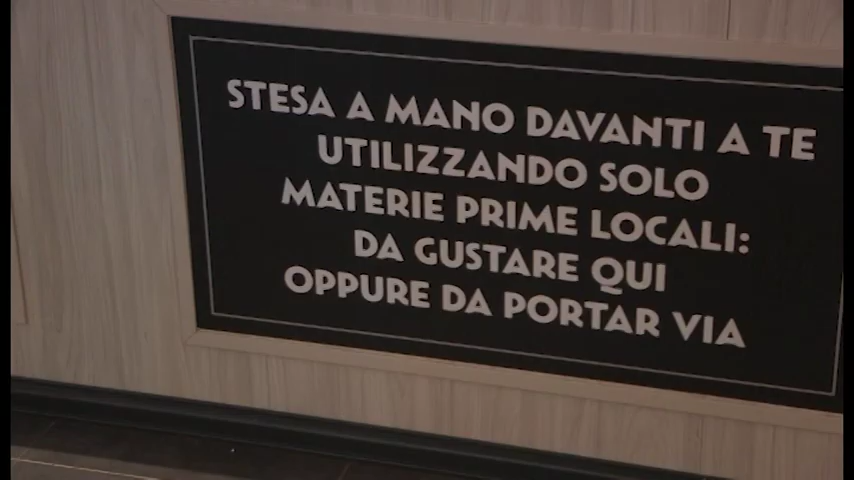 STESA A MANO DAVANTI A TE
UTILIZZANDO SOLO
MATERIE PRIME LOCALI:
DA GUSTARE QUI
OPPURE DA PORTAR VIA